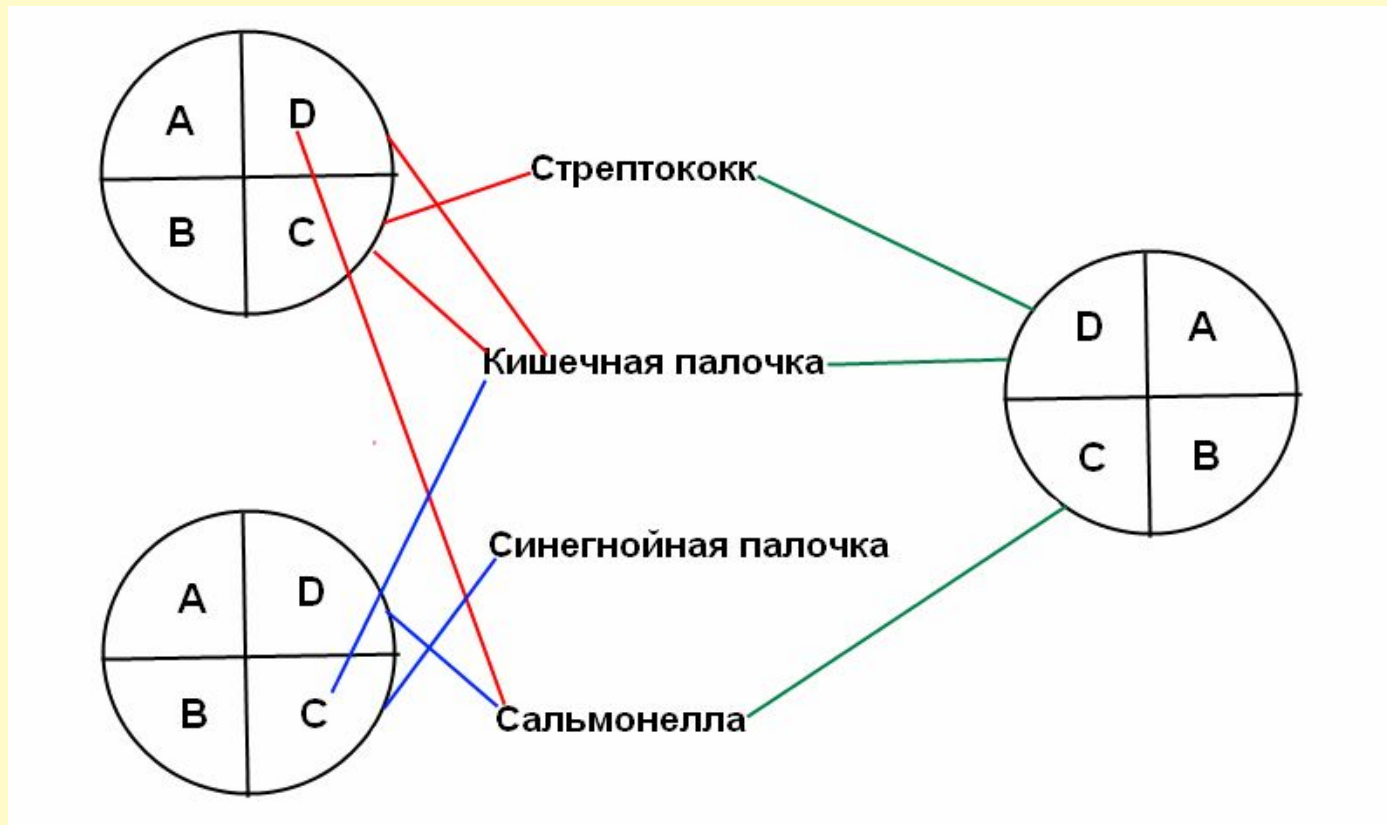 A D
B C
Стрептококк
Кишечная палочка
D A
C B
Синегнойная палочка
A D
B C
Сальмонелла